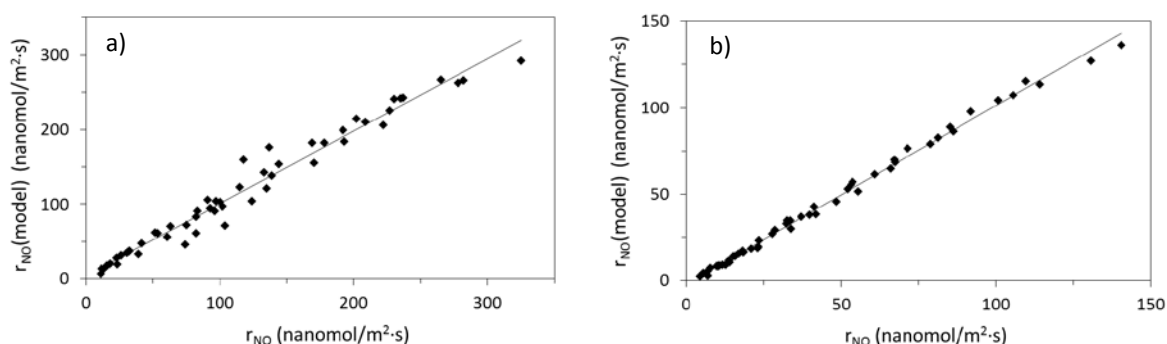 a)
r_NO(model) (nanomol/m²·s)
300
200
100
0
0 100 200 300
r_NO (nanomol/m²·s)
b)
r_NO(model) (nanomol/m²·s)
150
100
50
0
0 50 100 150
r_NO (nanomol/m²·s)